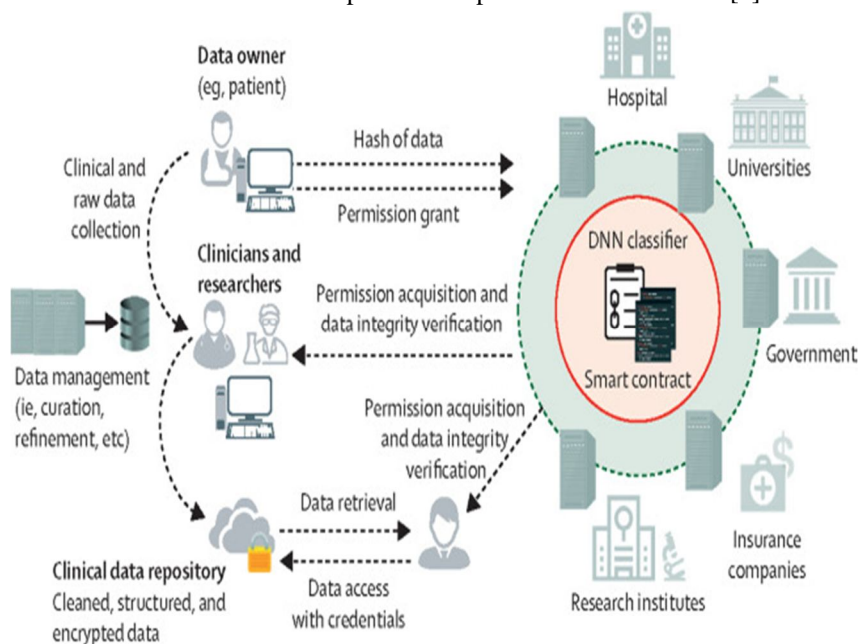 Data owner
(eg, patient)
Hospital
Universities
Hash of data
Permission grant
Clinical and
raw data
collection
Clinicians and
researchers
DNN classifier
Smart contract
Permission acquisition and
data integrity verification
Government
Data management
(ie, curation,
refinement, etc)
Permission acquisition
and data integrity
verification
Data retrieval
Data access
with credentials
Clinical data repository
Cleaned, structured, and
encrypted data
Research institutes
Insurance
companies